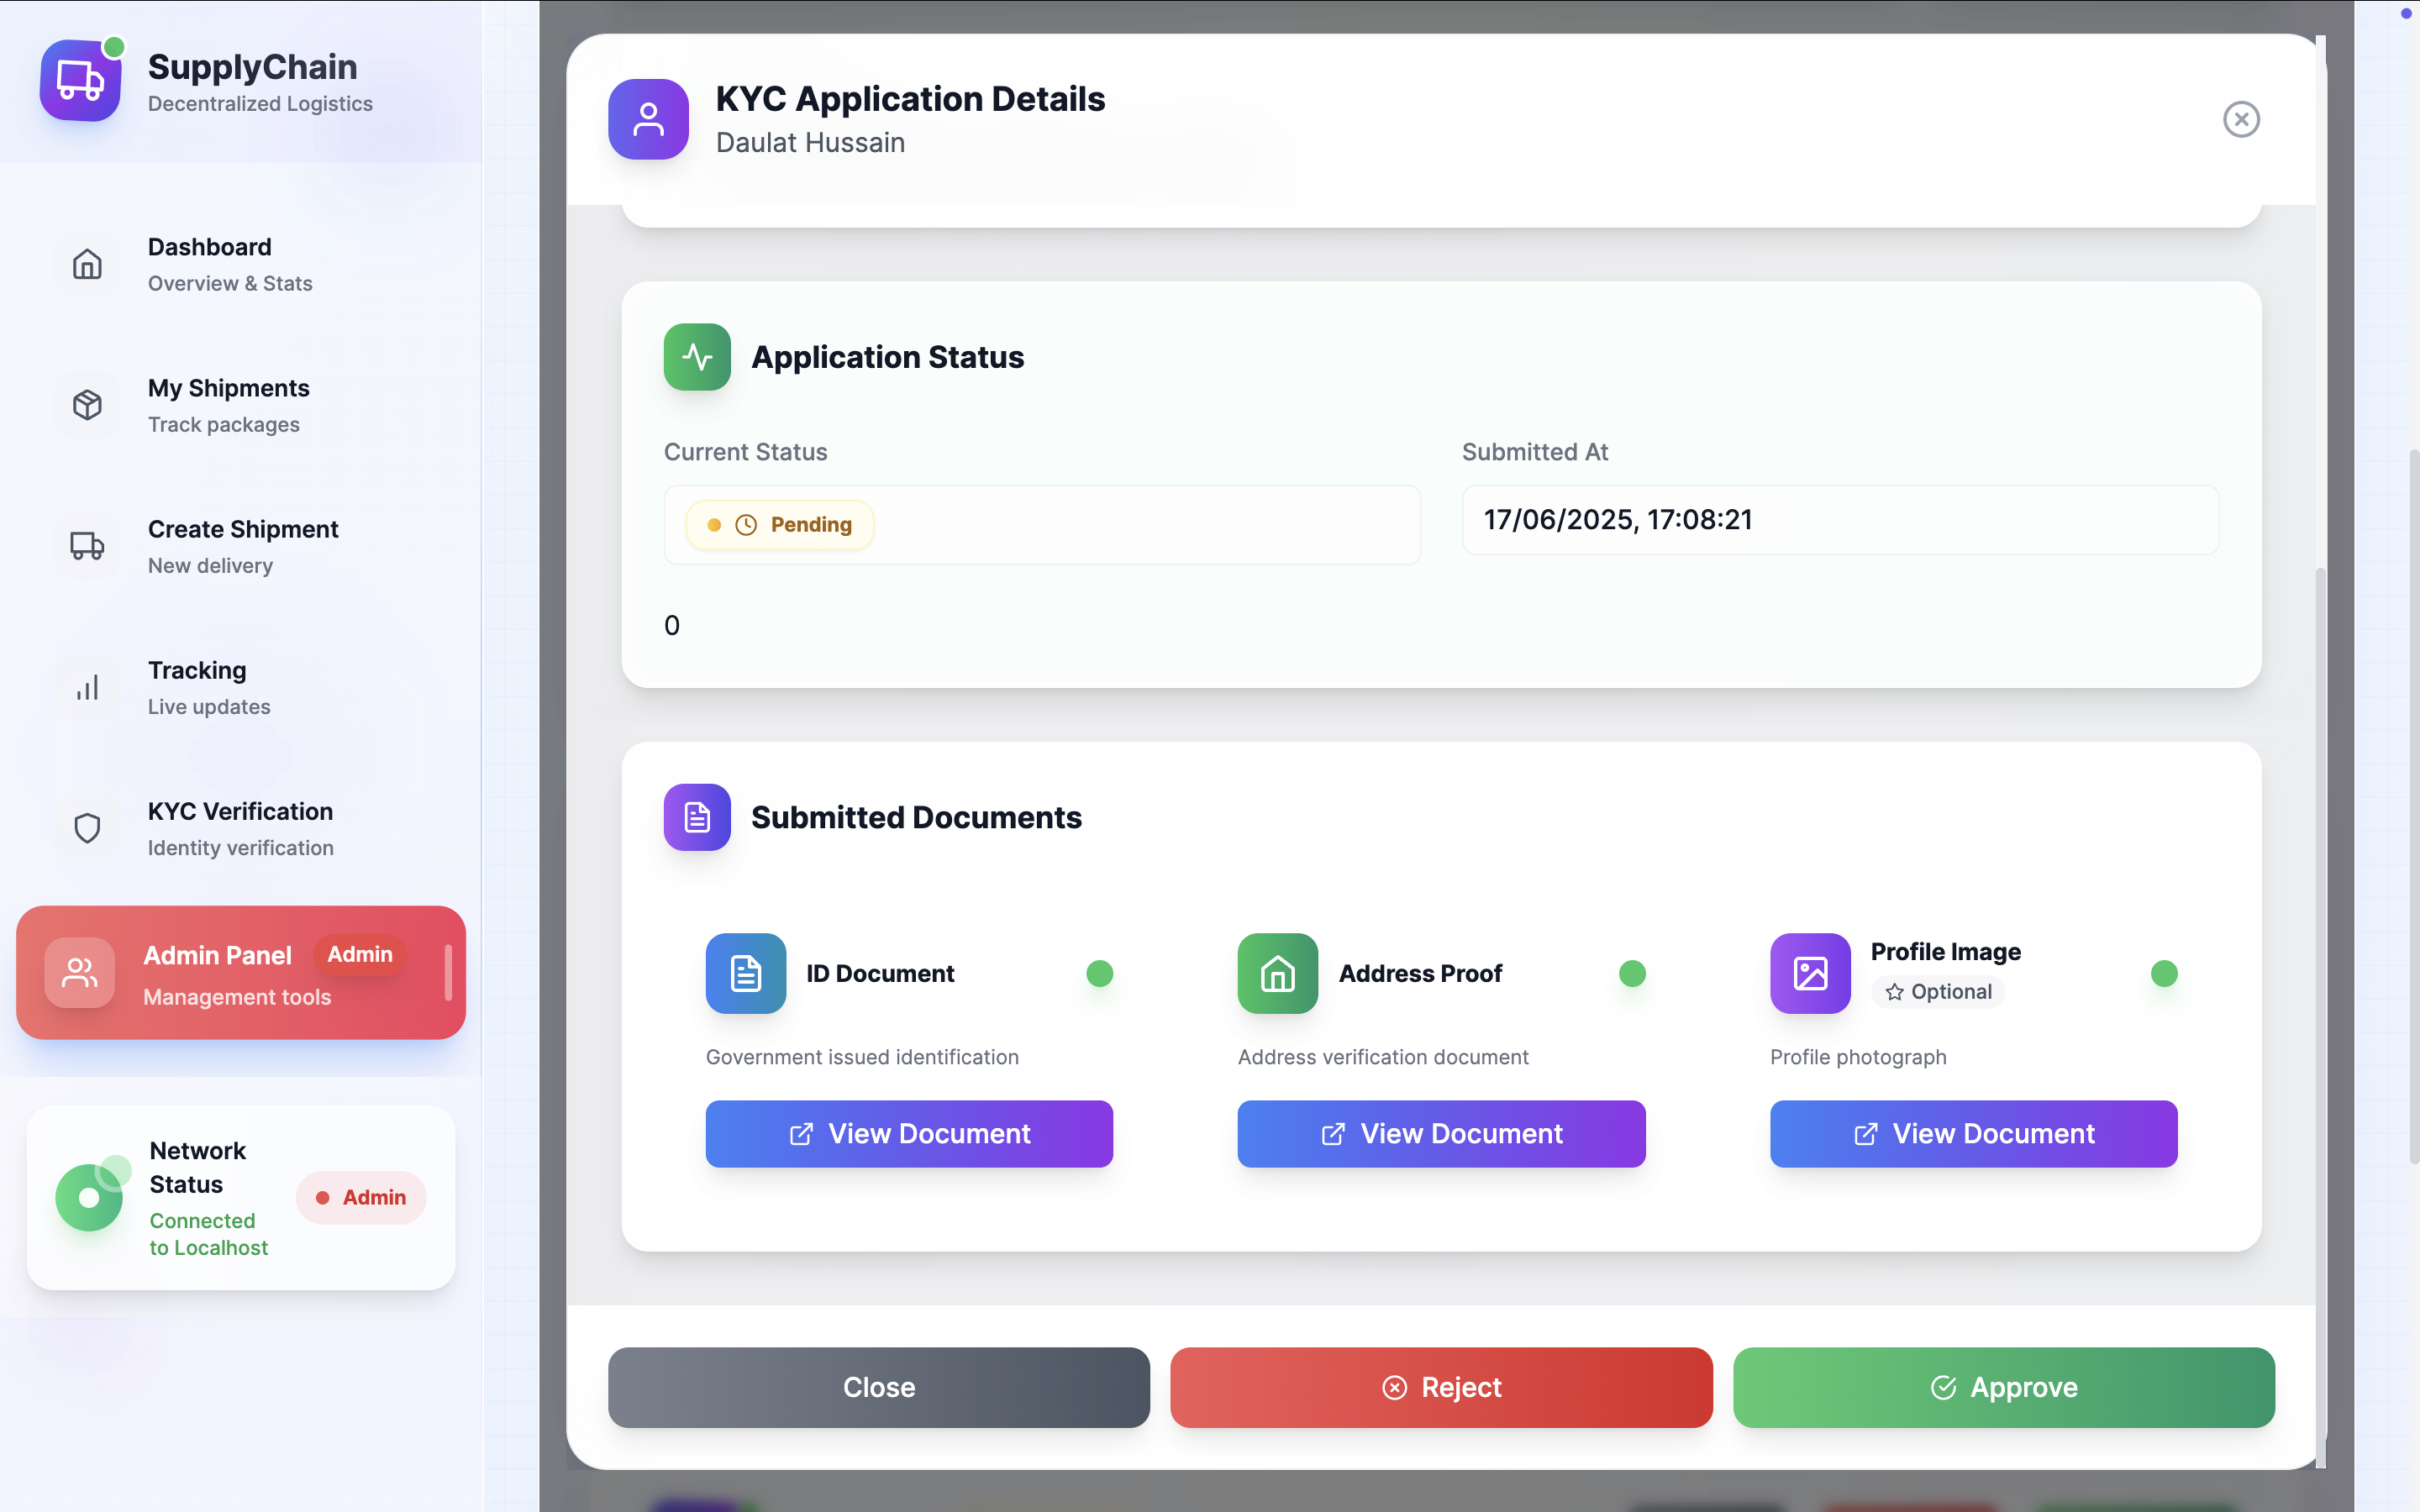 SupplyChain
Decentralized Logistics
Dashboard
Overview & Stats
My Shipments
Track packages
Create Shipment
New delivery
Tracking
Live updates
KYC Verification
Identity verification
Admin Panel
Admin
Management tools
Network
Status
Connected
to Localhost
Admin
KYC Application Details
Daulat Hussain
Application Status
Current Status
Submitted At
Pending
17/06/2025, 17:08:21
0
Submitted Documents
ID Document
Address Proof
Profile Image
Optional
Government issued identification
Address verification document
Profile photograph
View Document
View Document
View Document
Close
Reject
Approve